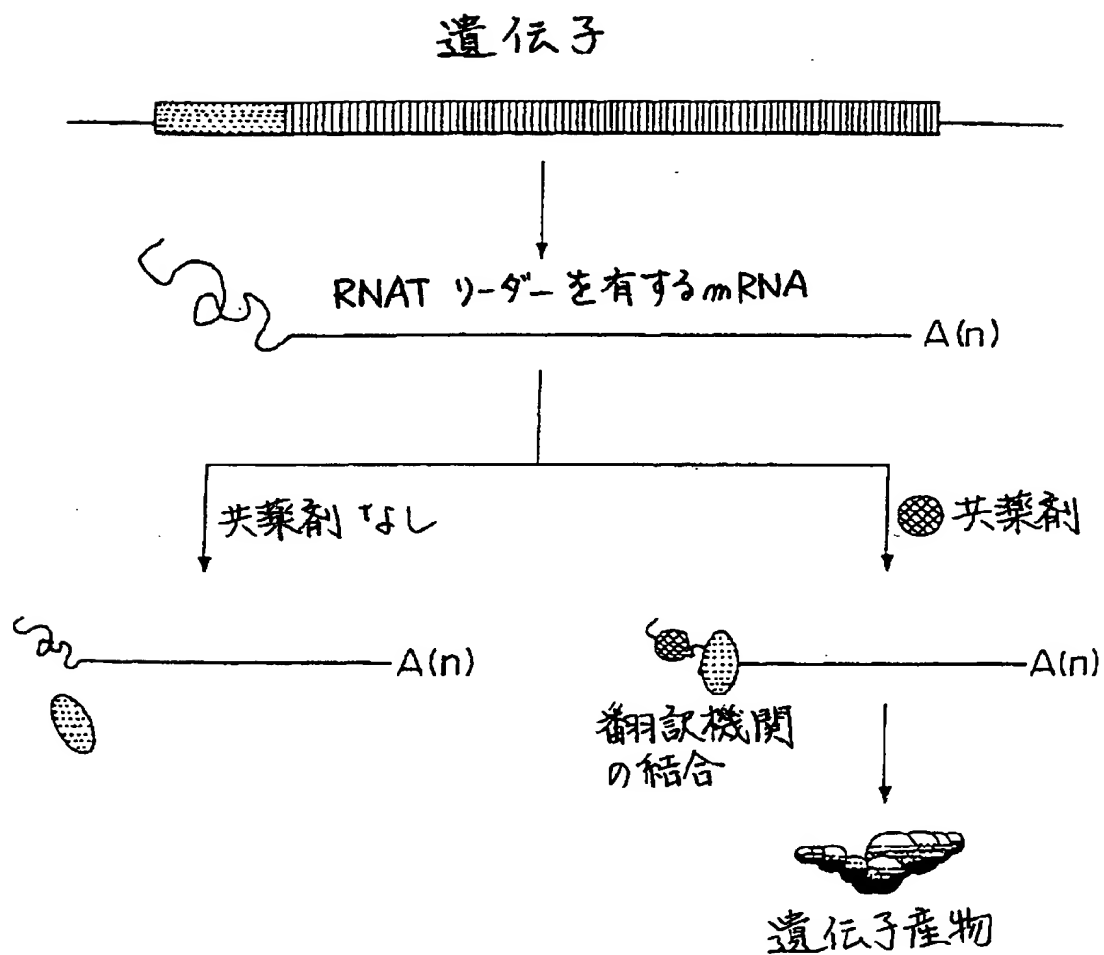 遺伝子
RNAT リーダーを有するmRNA
A(n)
共薬剤なし
共薬剤
A(n)
A(n)
翻訳機関
の結合
遺伝子産物